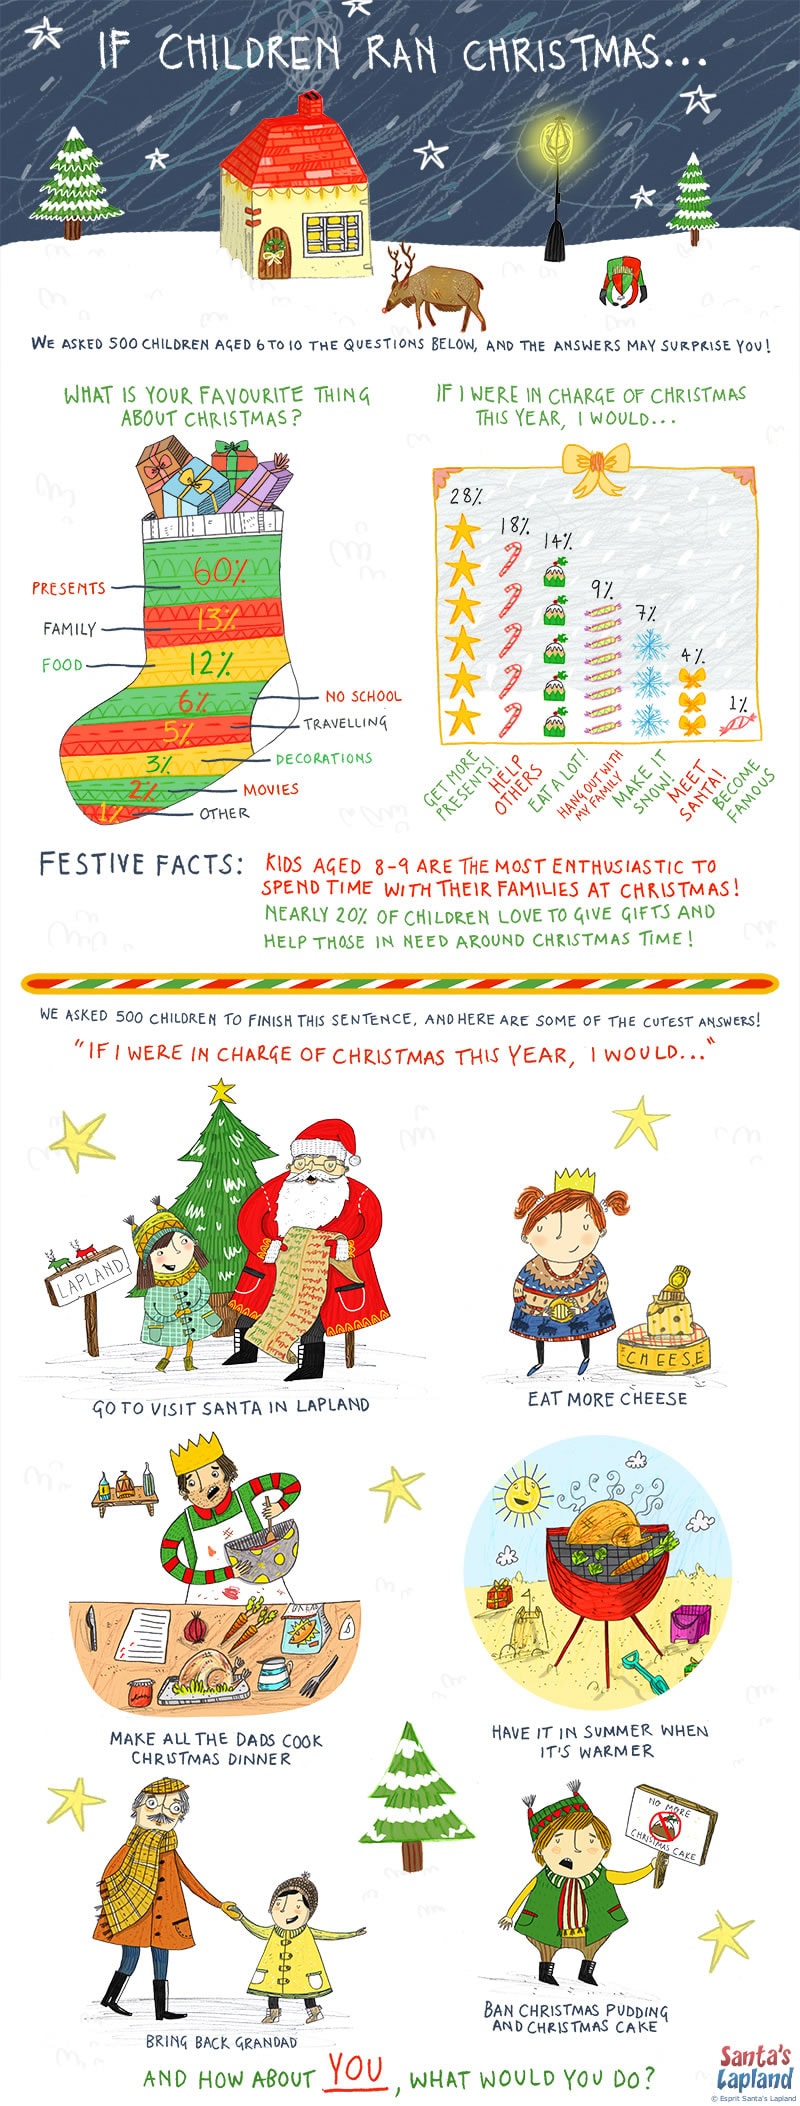 IF CHILDREN RAN CHRISTMAS...
WE ASKED 500 CHILDREN AGED 6 TO 10 THE QUESTIONS BELOW, AND THE ANSWERS MAY SURPRISE YOU!
WHAT IS YOUR FAVOURITE THING
ABOUT CHRISTMAS?
60%
PRESENTS
13%
FAMILY
12%
FOOD
6%
NO SCHOOL
5%
TRAVELLING
3%
DECORATIONS
2%
MOVIES
1%
OTHER
IF I WERE IN CHARGE OF CHRISTMAS
THIS YEAR, I WOULD...
28%
18%
14%
9%
7%
4%
1%
GET MORE
PRESENTS!
HELP
OTHERS
EAT A LOT!
HANG OUT WITH
MY FAMILY
MAKE IT
SNOW!
MEET
SANTA!
BECOME
FAMOUS
FESTIVE FACTS:
KIDS AGED 8-9 ARE THE MOST ENTHUSIASTIC TO
SPEND TIME WITH THEIR FAMILIES AT CHRISTMAS!
NEARLY 20% OF CHILDREN LOVE TO GIVE GIFTS AND
HELP THOSE IN NEED AROUND CHRISTMAS TIME!
WE ASKED 500 CHILDREN TO FINISH THIS SENTENCE, AND HERE ARE SOME OF THE CUTEST ANSWERS!
"IF I WERE IN CHARGE OF CHRISTMAS THIS YEAR, I WOULD..."
LAPLAND
GO TO VISIT SANTA IN LAPLAND
CHEESE
EAT MORE CHEESE
BREAD
MAKE ALL THE DADS COOK
CHRISTMAS DINNER
HAVE IT IN SUMMER WHEN
IT'S WARMER
BRING BACK GRANDAD
NO MORE
CHRISTMAS CAKE
BAN CHRISTMAS PUDDING
AND CHRISTMAS CAKE
AND HOW ABOUT YOU, WHAT WOULD YOU DO?
Santa's
Lapland
© Esprit Santa's Lapland